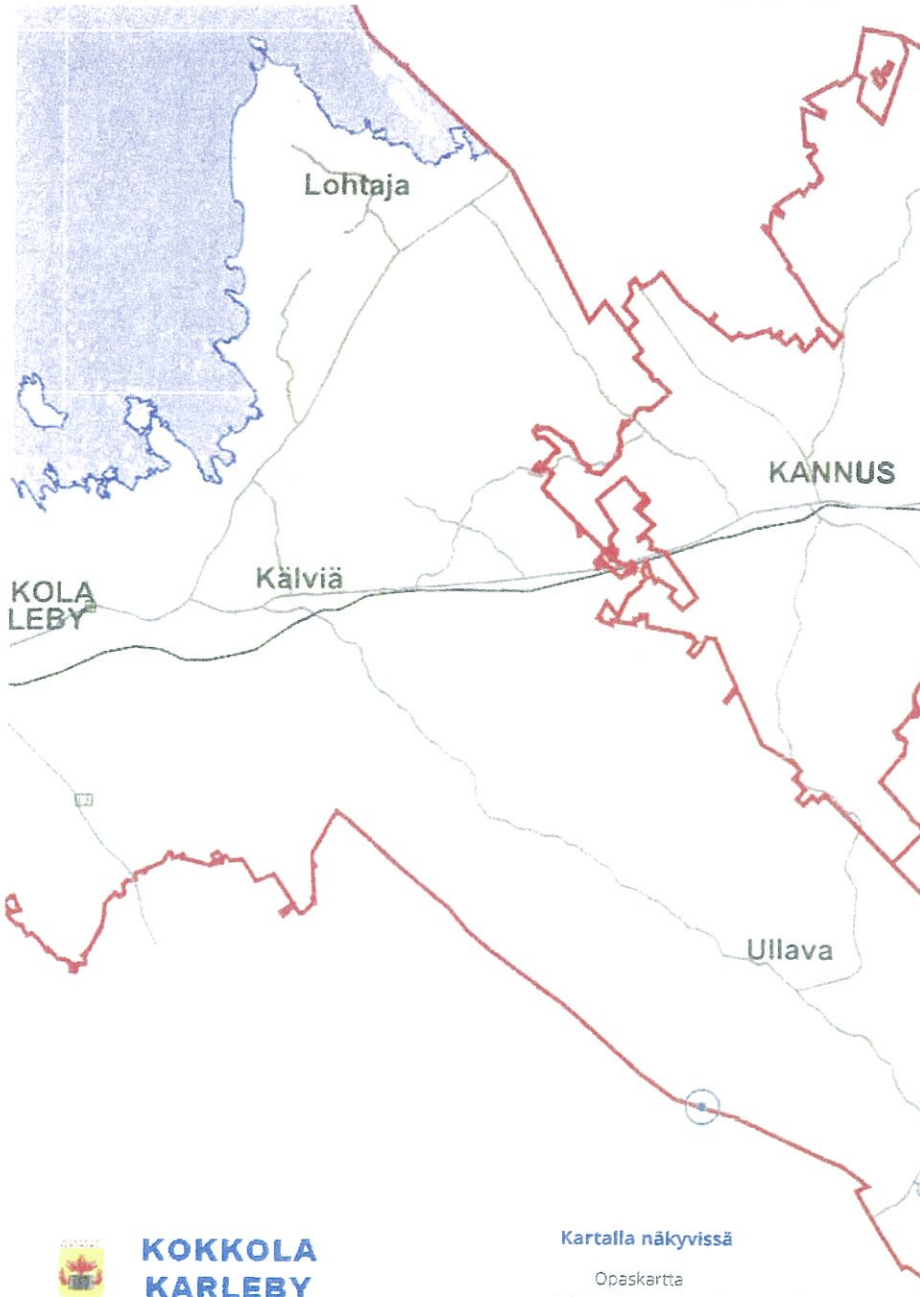 Lohtaja
KANNUS
KOLA
LEBY
Kälviä
Ullava
KOKKOLA
KARLEBY
Kartalla näkyvissä
Opaskartta